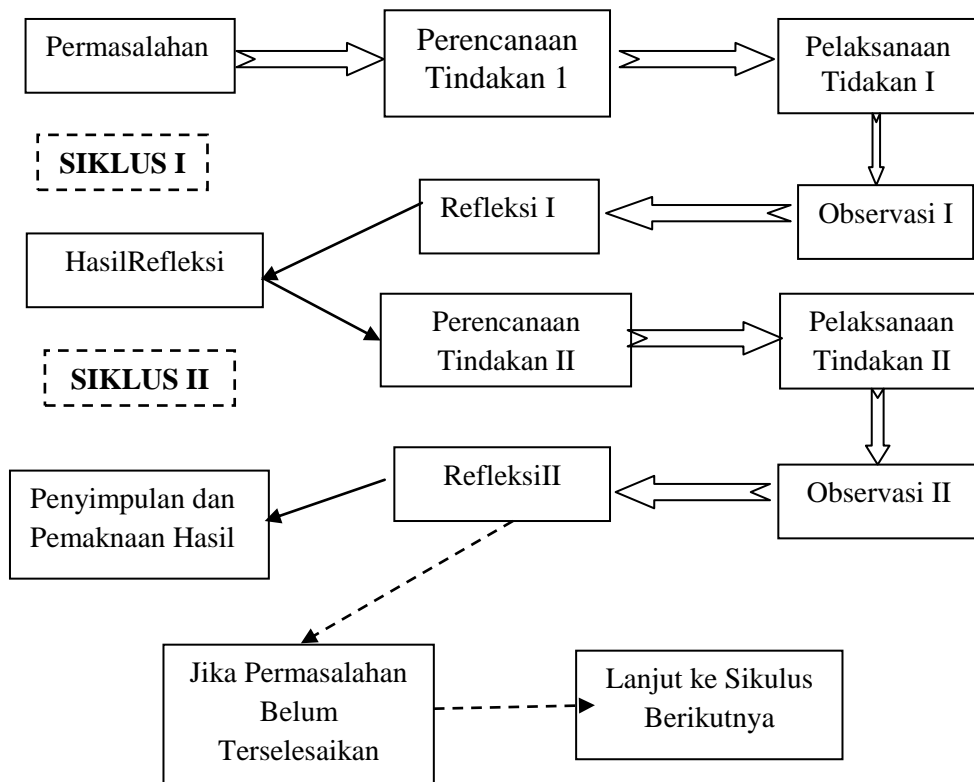 Permasalahan
Perencanaan
Tindakan 1
Pelaksanaan
Tidakan I
SIKLUS I
Refleksi I
Observasi I
HasilRefleksi
Perencanaan
Tindakan II
Pelaksanaan
Tindakan II
SIKLUS II
RefleksiII
Observasi II
Penyimpulan dan
Pemaknaan Hasil
Jika Permasalahan
Belum
Terselesaikan
Lanjut ke Sikulus
Berikutnya